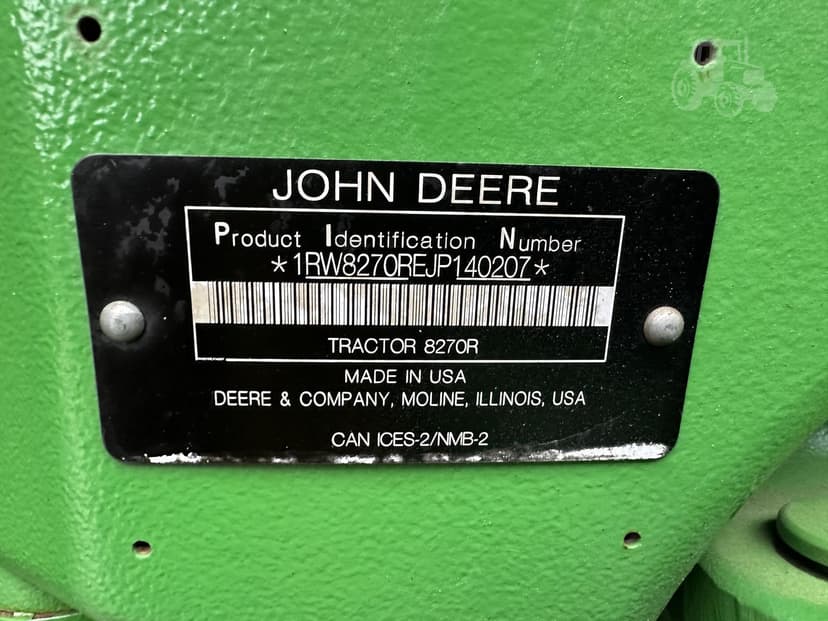 JOHN DEERE
Product Identification Number
*1RW8270REJP140207*
TRACTOR 8270R
MADE IN USA
DEERE & COMPANY, MOLINE, ILLINOIS, USA
CAN ICES-2/NMB-2